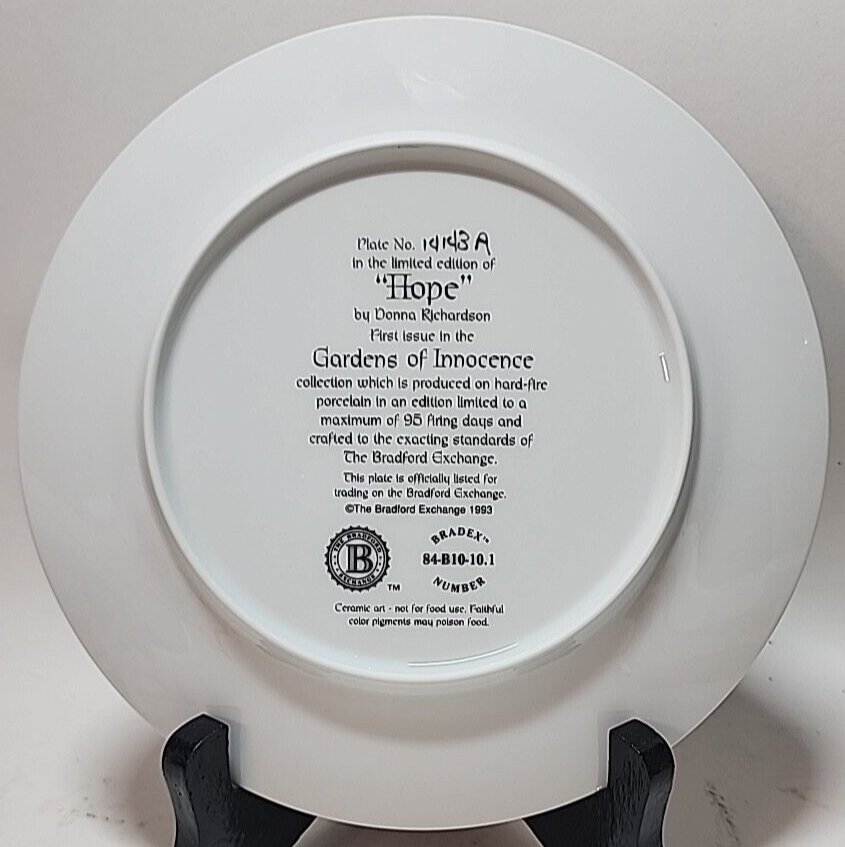 Plate No. 14143 A
in the limited edition of
"Hope"
by Donna Richardson
First issue in the
Gardens of Innocence
collection which is produced on hard-fire
porcelain in an edition limited to a
maximum of 95 firing days and
crafted to the exacting standards of
The Bradford Exchange.
This plate is officially listed for
trading on the Bradford Exchange.
©The Bradford Exchange 1993
THE BRADFORD
B
EXCHANGE
TM
BRADEX™
84-B10-10.1
NUMBER
Ceramic art - not for food use. Faithful
color pigments may poison food.